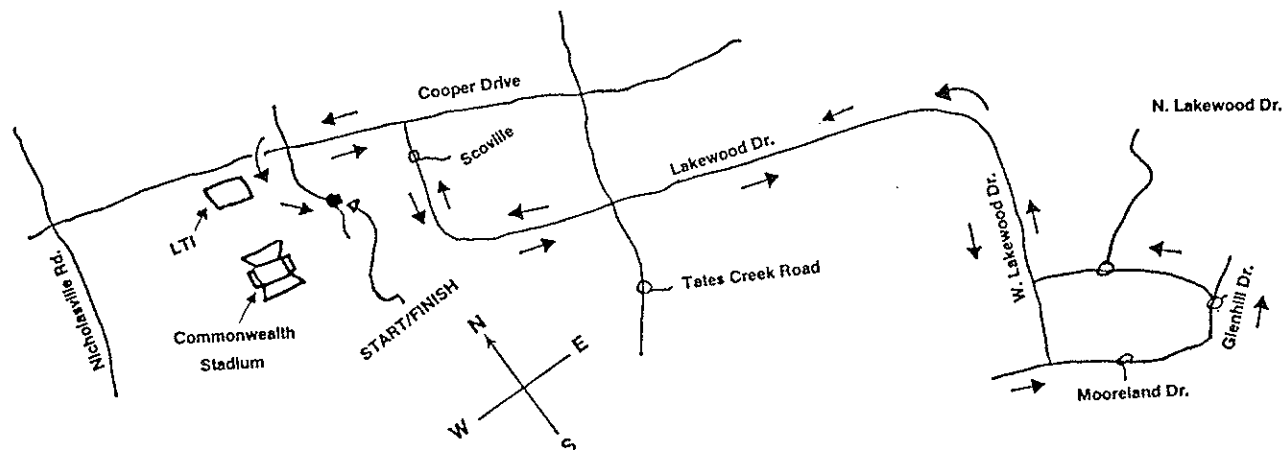 Cooper Drive
N. Lakewood Dr.
Scoville
Lakewood Dr.
LTI
Nicholasville Rd.
W. Lakewood Dr.
Tates Creek Road
Glenhill Dr.
START/FINISH
Commonwealth
Stadium
N
E
W
S
Mooreland Dr.